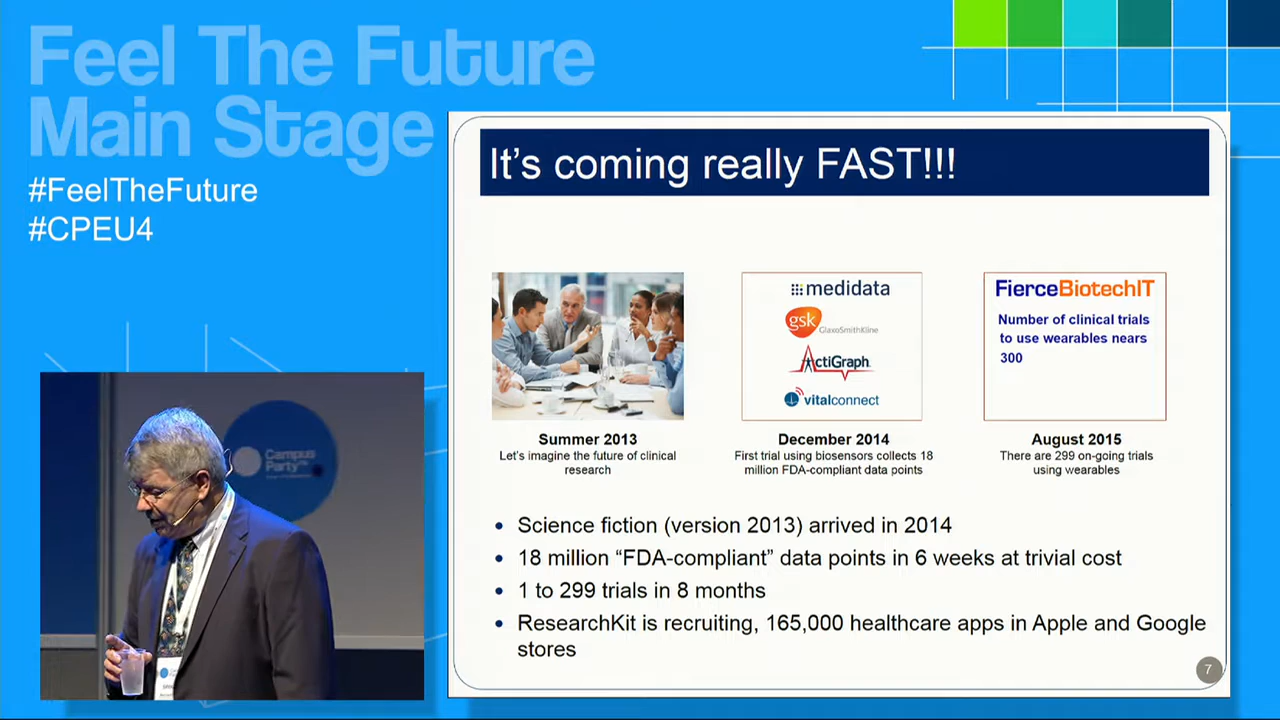 Feel The Future
Main Stage
#FeelTheFuture
#CPEU4
It's coming really FAST!!!
medidata
gsk
GlaxoSmithKline
ActiGraph
vitalconnect
FierceBiotechIT
Number of clinical trials
to use wearables nears
300
Summer 2013
Let's imagine the future of clinical
research
December 2014
First trial using biosensors collects 18
million FDA-compliant data points
August 2015
There are 299 on-going trials
using wearables
• Science fiction (version 2013) arrived in 2014
• 18 million “FDA-compliant” data points in 6 weeks at trivial cost
• 1 to 299 trials in 8 months
• ResearchKit is recruiting, 165,000 healthcare apps in Apple and Google
stores
7
Campus
Party